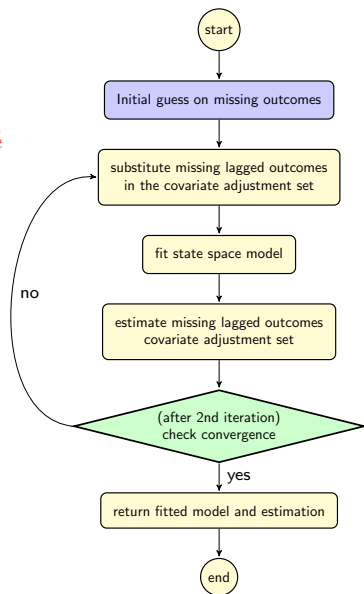 start
Initial guess on missing outcomes
substitute missing lagged outcomes
in the covariate adjustment set
fit state space model
estimate missing lagged outcomes
covariate adjustment set
no
(after 2nd iteration)
check convergence
yes
return fitted model and estimation
end